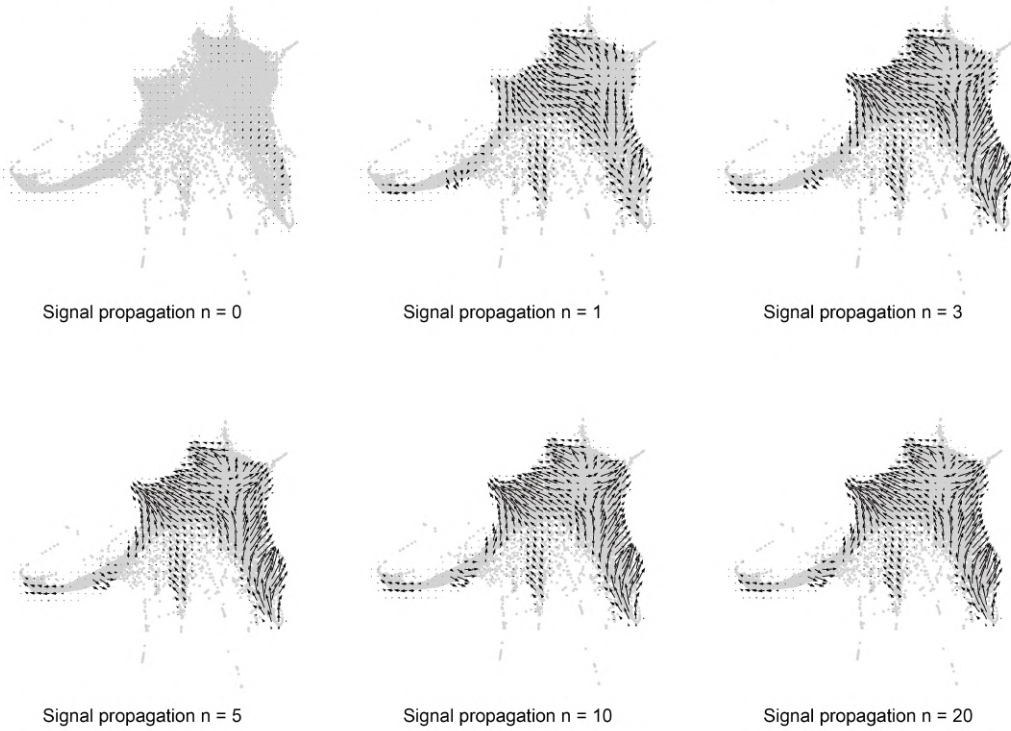 Signal propagation n = 0
Signal propagation n = 1
Signal propagation n = 3
Signal propagation n = 5
Signal propagation n = 10
Signal propagation n = 20